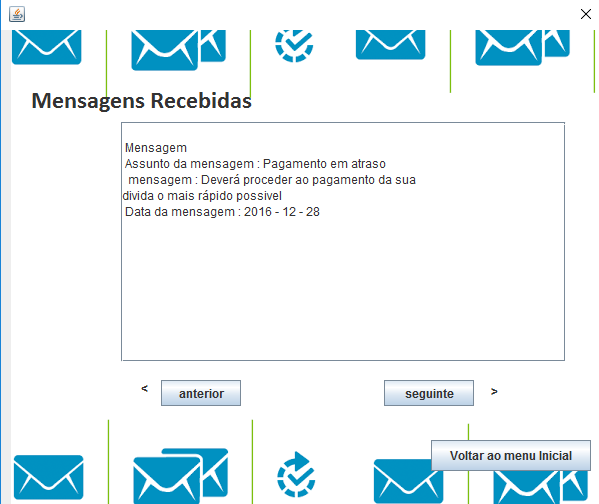 Mensagens Recebidas
Mensagem
Assunto da mensagem : Pagamento em atraso
mensagem : Deverá proceder ao pagamento da sua
divida o mais rápido possivel
Data da mensagem : 2016 - 12 - 28
< anterior seguinte >
Voltar ao menu Inicial